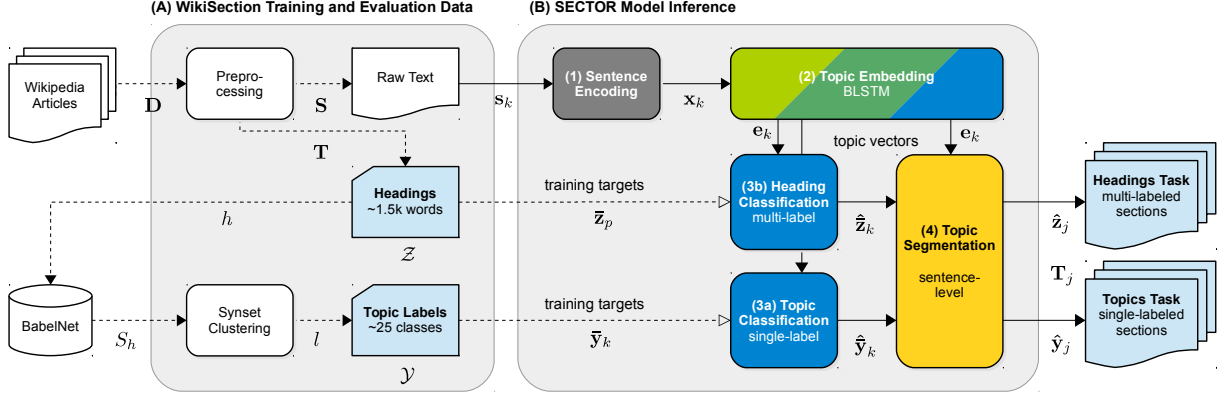 (A) WikiSection Training and Evaluation Data
(B) SECTOR Model Inference
Wikipedia
Articles
D
Prepro-
cessing
S
T
Raw Text
s_k
(1) Sentence
Encoding
x_k
(2) Topic Embedding
BLSTM
e_k
topic vectors
e_k
Headings
~1.5k words
Z
h
training targets
z̄_p
(3b) Heading
Classification
multi-label
ẑ̄_k
(4) Topic
Segmentation
sentence-
level
ẑ_j
Headings Task
multi-labeled
sections
T_j
BabelNet
S_h
Synset
Clustering
l
Topic Labels
~25 classes
Y
training targets
ȳ_k
(3a) Topic
Classification
single-label
ŷ̄_k
ŷ_j
Topics Task
single-labeled
sections